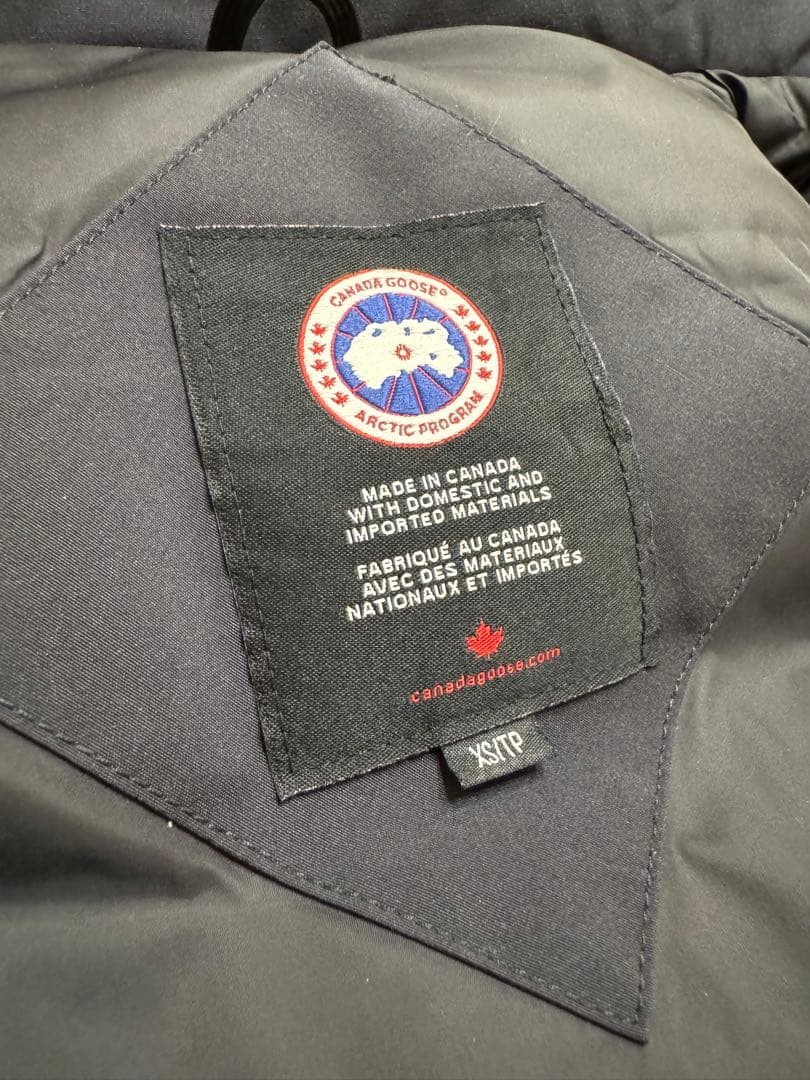 CANADA GOOSE®
ARCTIC PROGRAM
MADE IN CANADA
WITH DOMESTIC AND
IMPORTED MATERIALS
FABRIQUÉ AU CANADA
AVEC DES MATERIAUX
NATIONAUX ET IMPORTÉS
canadagoose.com
XS/TP